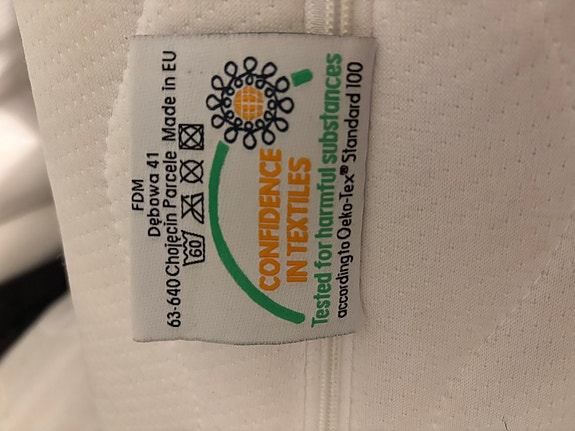 FDM
Dębowa 41
63-640 Chojęcin Parcele Made in EU
60
CONFIDENCE
IN TEXTILES
Tested for harmful substances
according to Oeko-Tex® Standard 100